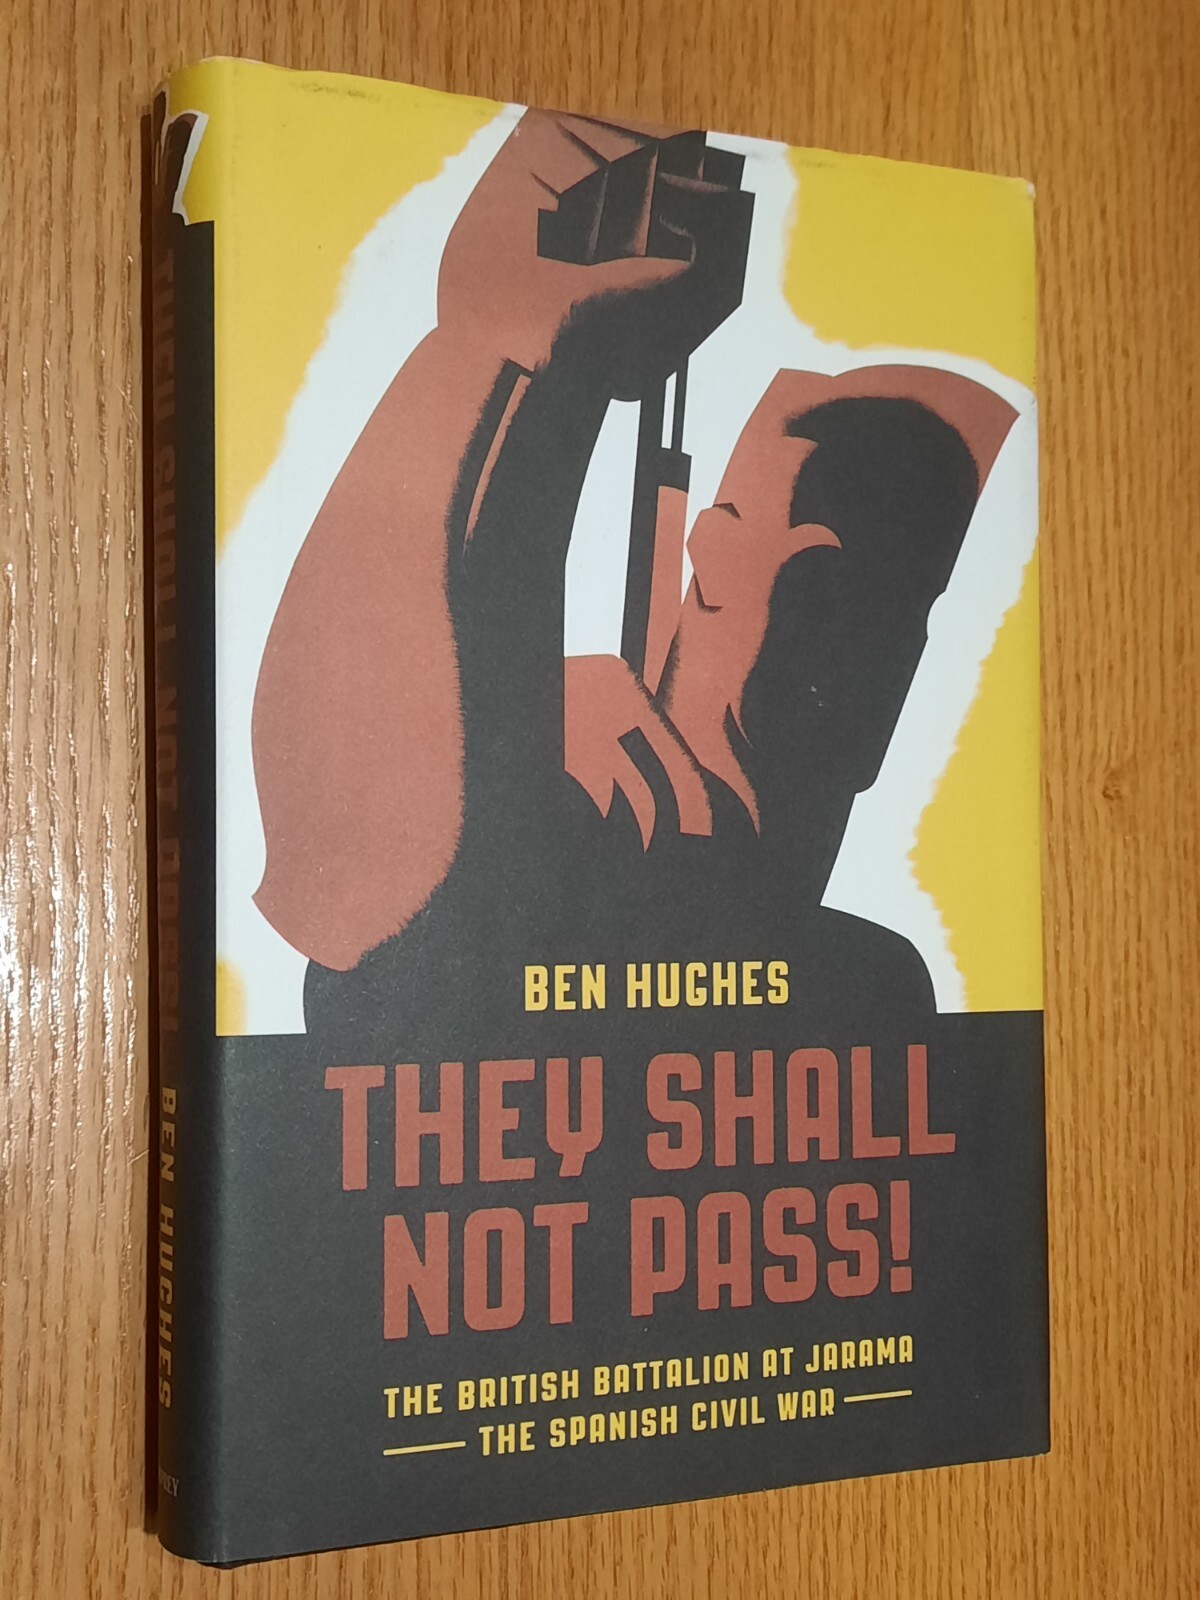 BEN HUGHES
THEY SHALL
NOT PASS!
THE BRITISH BATTALION AT JARAMA
THE SPANISH CIVIL WAR
THEY SHALL NOT PASS!
BEN HUGHES